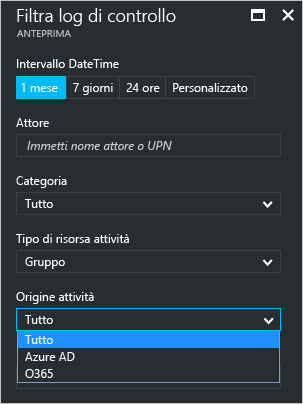 Filtra log di controllo
ANTEPRIMA
Intervallo DateTime
1 mese 7 giorni 24 ore Personalizzato
Attore
Immetti nome attore o UPN
Categoria
Tutto
Tipo di risorsa attività
Gruppo
Origine attività
Tutto
Tutto
Azure AD
O365